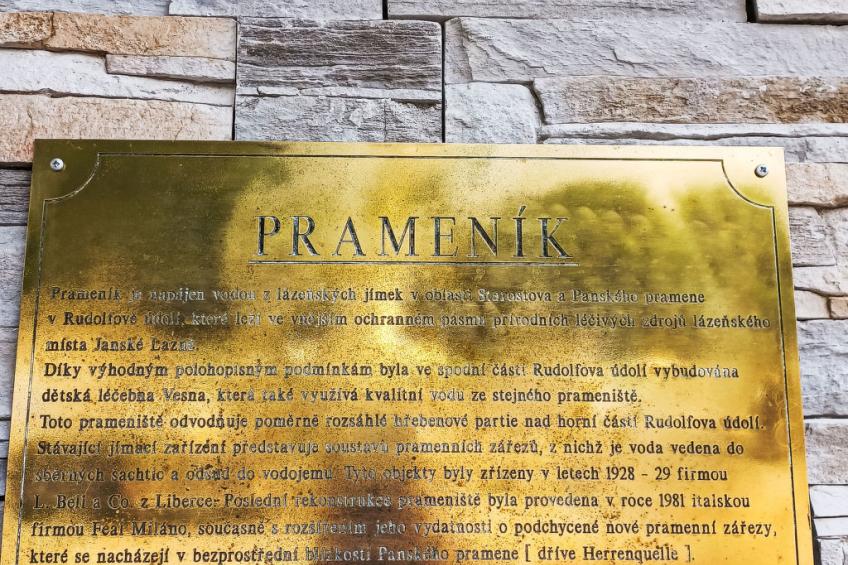 PRAMENÍK
Prameník je napájen vodou z lázeňských jímek v oblasti Starostova a Panského pramene
v Rudolfově údolí, které leží ve vnějším ochranném pásmu přírodních léčivých zdrojů lázeňského
místa Janské Lázně.
Díky výhodným polohopisným podmínkám byla ve spodní části Rudolfova údolí vybudována
dětská léčebna Vesna, která také využívá kvalitní vodu ze stejného prameniště.
Toto prameniště odvodňuje poměrně rozsáhlé hřebenové partie nad horní částí Rudolfova údolí.
Stávající jímací zařízení představuje soustavu pramenních zářezů, z nichž je voda vedena do
sběrných šachtic a odsud do vodojemu. Tyto objekty byly zřízeny v letech 1928 - 29 firmou
L. Beil a Co. z Liberce. Poslední rekonstrukce prameniště byla provedena v roce 1981 italskou
firmou Feal Miláno, současně s rozšířením jeho vydatnosti o podchycené nové pramenní zářezy,
které se nacházejí v bezprostřední blízkosti Panského pramene [ dříve Herrenquelle ].